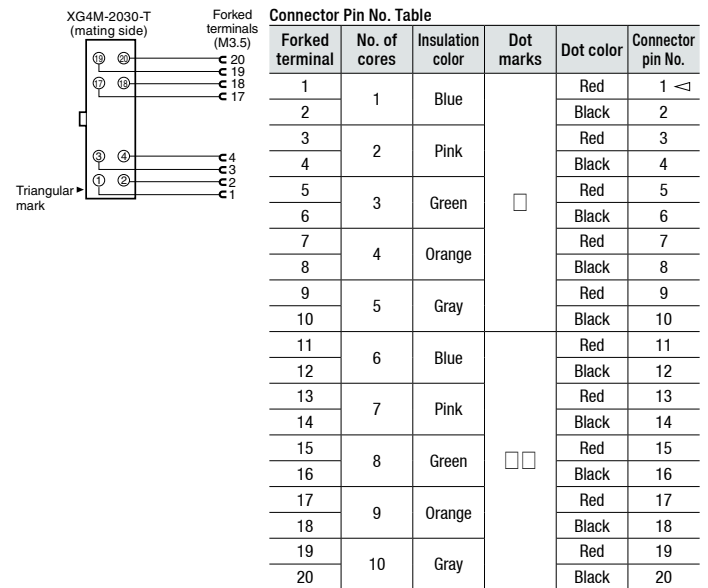 XG4M-2030-T
(mating side)
Forked
terminals
(M3.5)
19 20
20
19
17 18
18
17
3 4
4
3
1 2
2
1
Triangular
mark
Connector Pin No. Table
Forked terminal | No. of cores | Insulation color | Dot marks | Dot color | Connector pin No.
1 | 1 | Blue | □ | Red | 1 ◁
2 | Black | 2
3 | 2 | Pink | Red | 3
4 | Black | 4
5 | 3 | Green | Red | 5
6 | Black | 6
7 | 4 | Orange | Red | 7
8 | Black | 8
9 | 5 | Gray | Red | 9
10 | Black | 10
11 | 6 | Blue | □□ | Red | 11
12 | Black | 12
13 | 7 | Pink | Red | 13
14 | Black | 14
15 | 8 | Green | Red | 15
16 | Black | 16
17 | 9 | Orange | Red | 17
18 | Black | 18
19 | 10 | Gray | Red | 19
20 | Black | 20